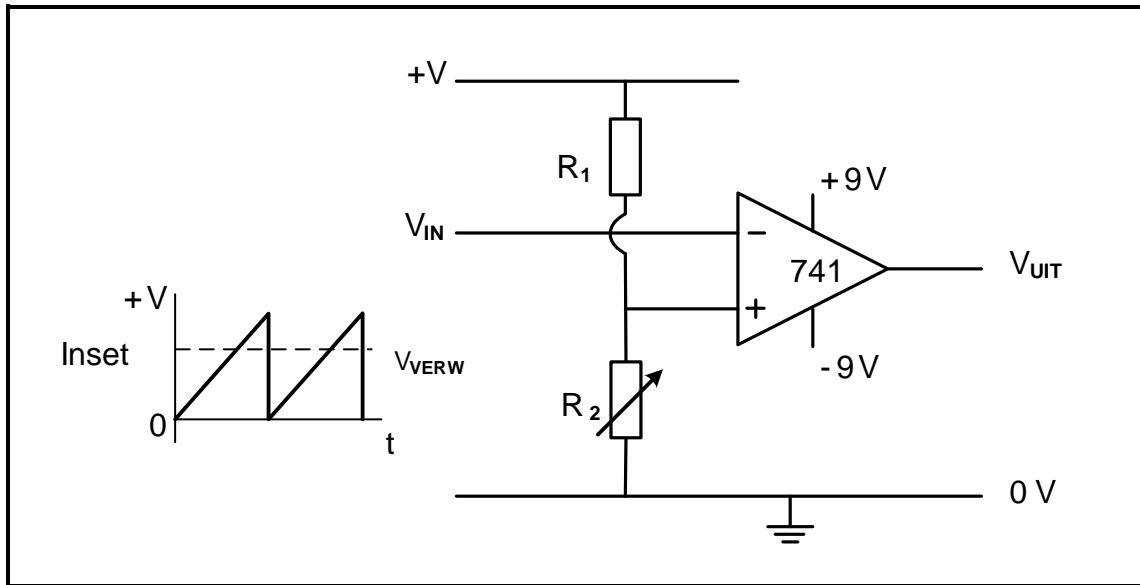 +V
R1
VIN
−
+9V
741
VUIT
+
-9V
+V
Inset
VVERW
0
t
R2
0 V